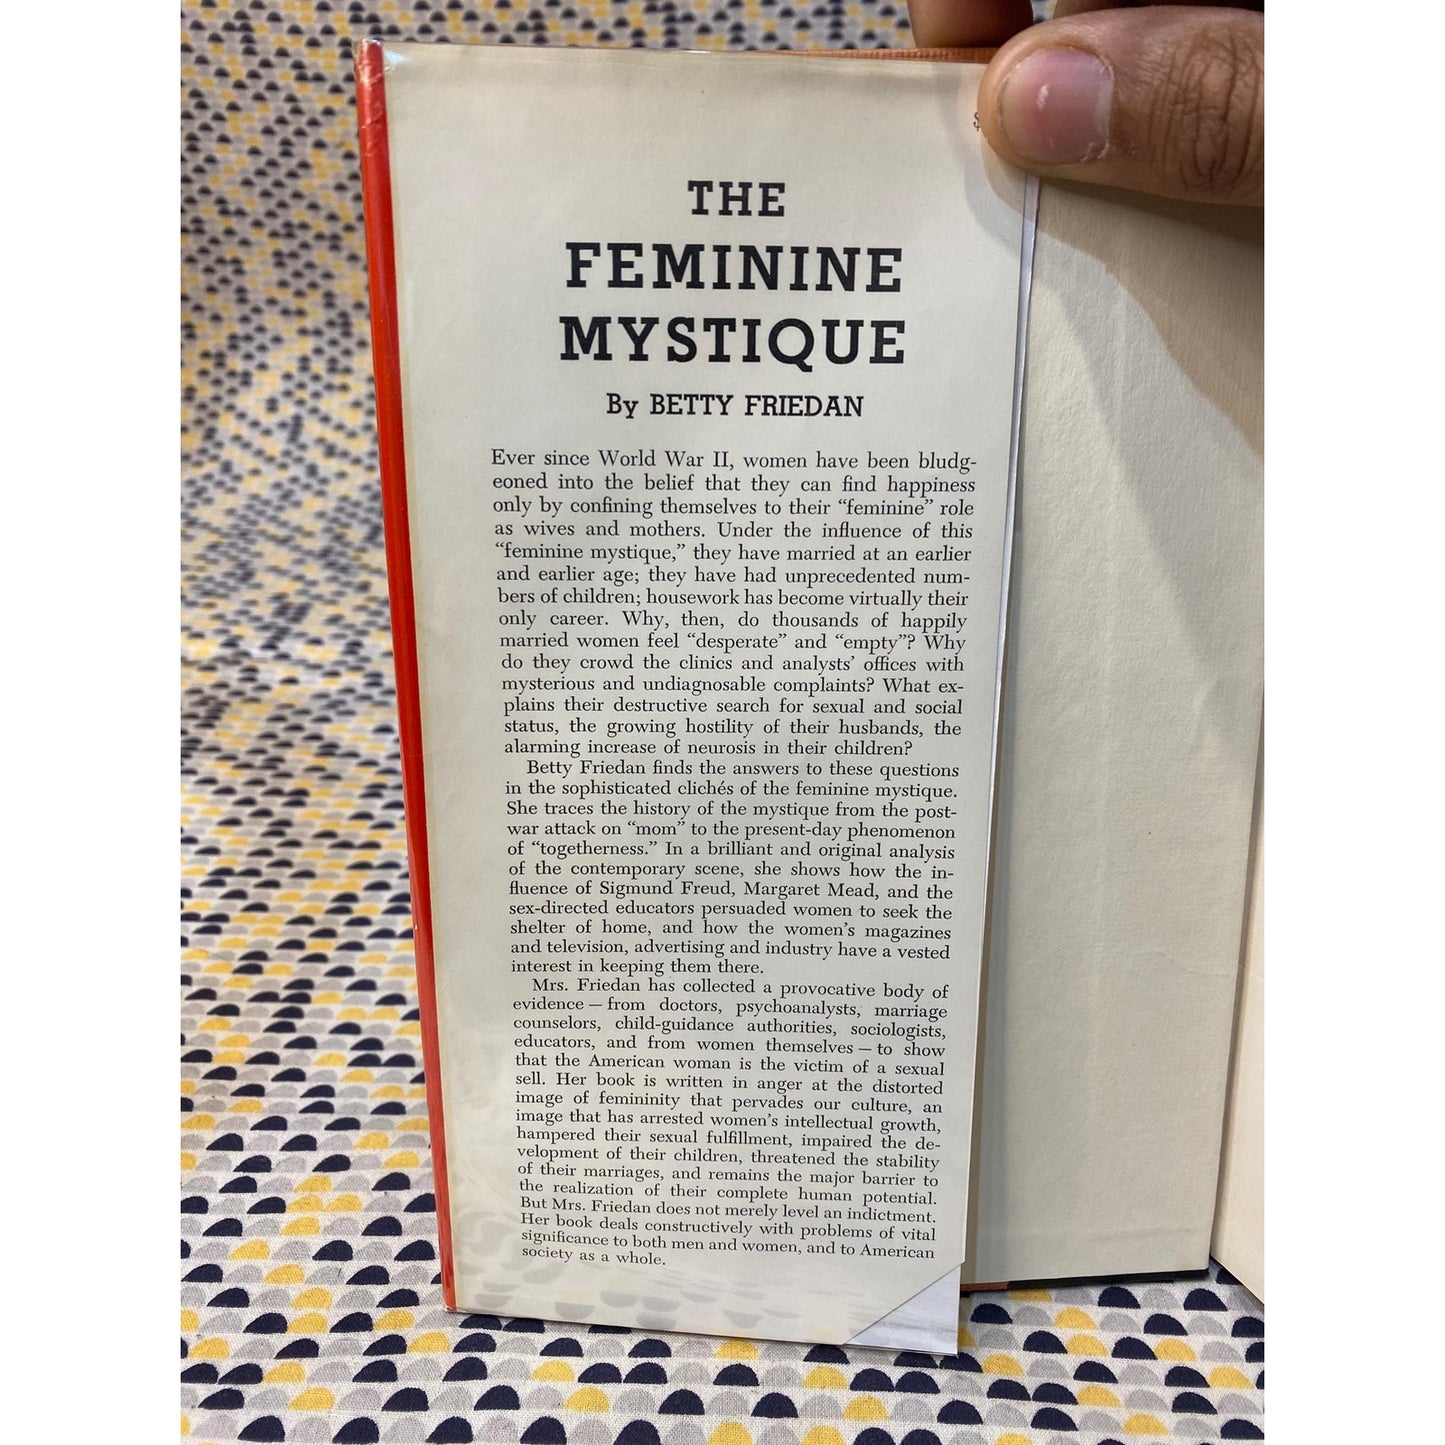 $
THE
FEMININE
MYSTIQUE
By BETTY FRIEDAN
Ever since World War II, women have been bludg-
eoned into the belief that they can find happiness
only by confining themselves to their “feminine” role
as wives and mothers. Under the influence of this
“feminine mystique,” they have married at an earlier
and earlier age; they have had unprecedented num-
bers of children; housework has become virtually their
only career. Why, then, do thousands of happily
married women feel “desperate” and “empty”? Why
do they crowd the clinics and analysts’ offices with
mysterious and undiagnosable complaints? What ex-
plains their destructive search for sexual and social
status, the growing hostility of their husbands, the
alarming increase of neurosis in their children?
Betty Friedan finds the answers to these questions
in the sophisticated clichés of the feminine mystique.
She traces the history of the mystique from the post-
war attack on “mom” to the present-day phenomenon
of “togetherness.” In a brilliant and original analysis
of the contemporary scene, she shows how the in-
fluence of Sigmund Freud, Margaret Mead, and the
sex-directed educators persuaded women to seek the
shelter of home, and how the women’s magazines
and television, advertising and industry have a vested
interest in keeping them there.
Mrs. Friedan has collected a provocative body of
evidence — from doctors, psychoanalysts, marriage
counselors, child-guidance authorities, sociologists,
educators, and from women themselves — to show
that the American woman is the victim of a sexual
sell. Her book is written in anger at the distorted
image of femininity that pervades our culture, an
image that has arrested women’s intellectual growth,
hampered their sexual fulfillment, impaired the de-
velopment of their children, threatened the stability
of their marriages, and remains the major barrier to
the realization of their complete human potential.
But Mrs. Friedan does not merely level an indictment.
Her book deals constructively with problems of vital
significance to both men and women, and to American
society as a whole.